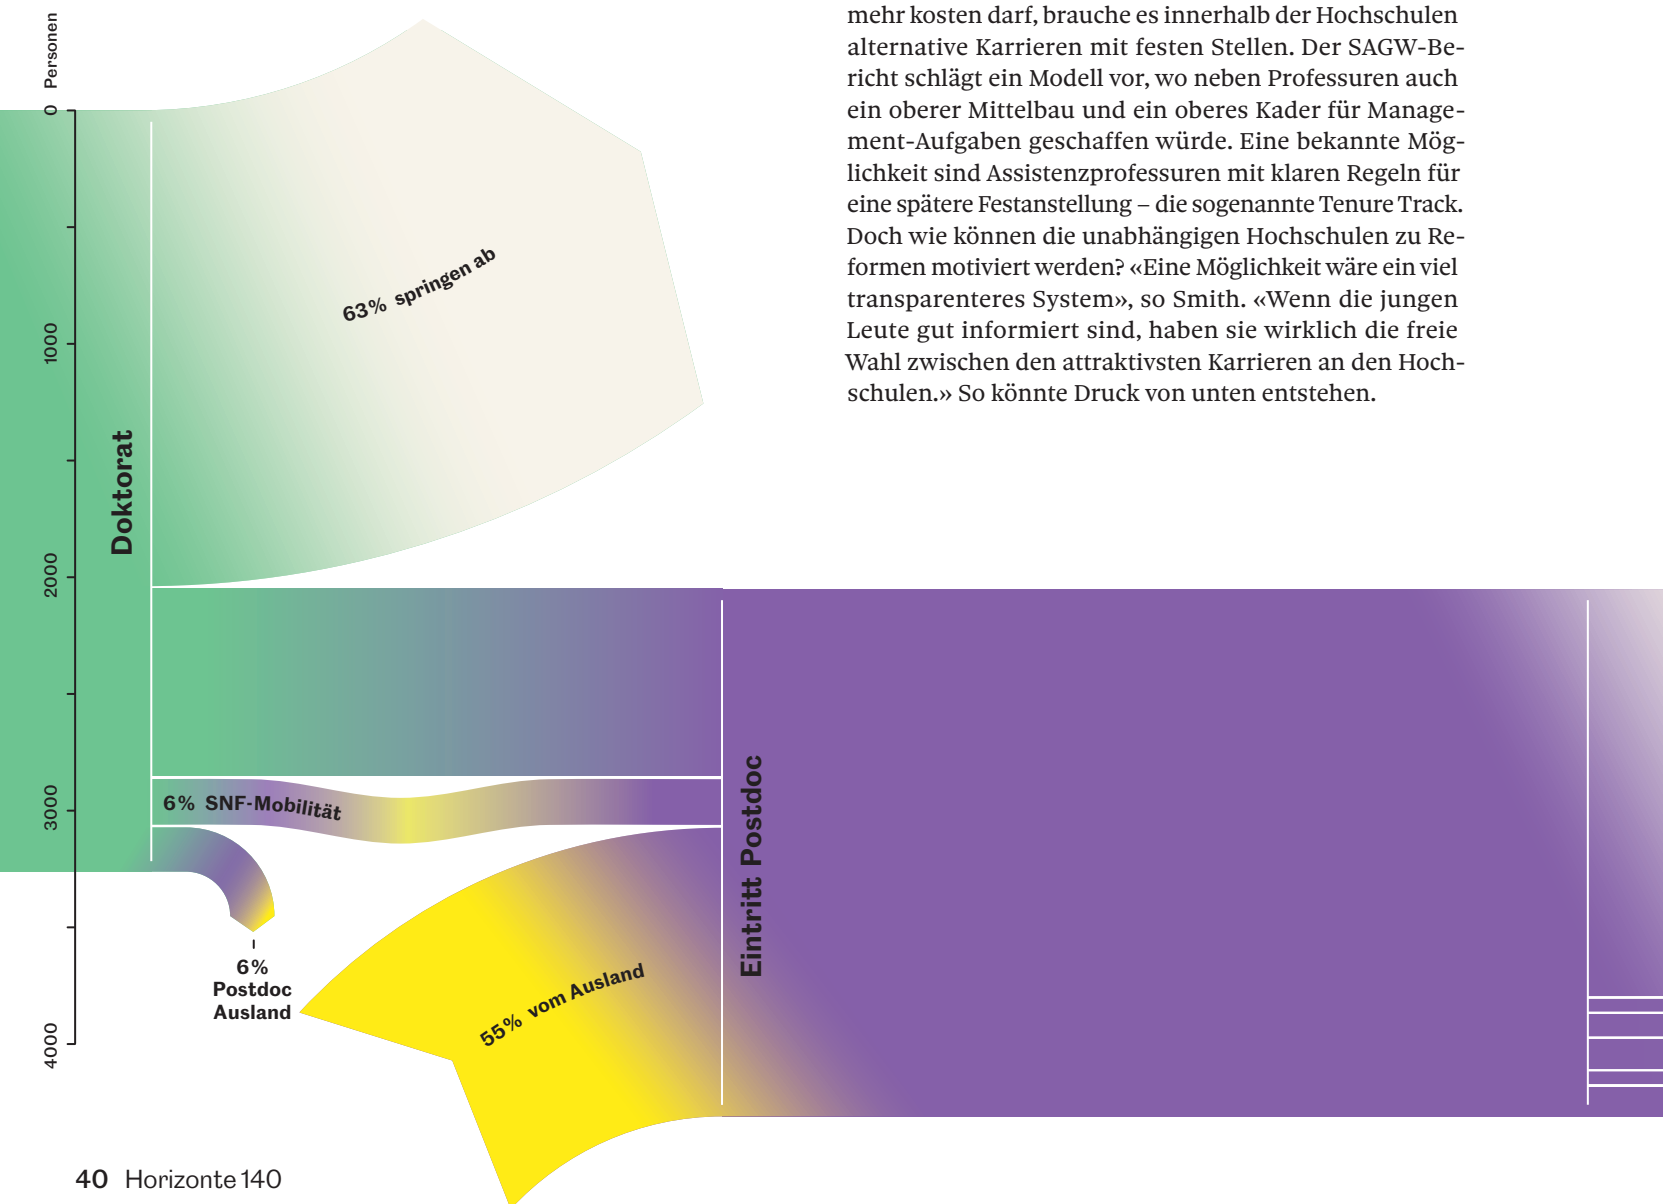 mehr kosten darf, brauche es innerhalb der Hochschulen
alternative Karrieren mit festen Stellen. Der SAGW-Be-
richt schlägt ein Modell vor, wo neben Professuren auch
ein oberer Mittelbau und ein oberes Kader für Manage-
ment-Aufgaben geschaffen würde. Eine bekannte Mög-
lichkeit sind Assistenzprofessuren mit klaren Regeln für
eine spätere Festanstellung – die sogenannte Tenure Track.
Doch wie können die unabhängigen Hochschulen zu Re-
formen motiviert werden? «Eine Möglichkeit wäre ein viel
transparenteres System», so Smith. «Wenn die jungen
Leute gut informiert sind, haben sie wirklich die freie
Wahl zwischen den attraktivsten Karrieren an den Hoch-
schulen.» So könnte Druck von unten entstehen.
0 Personen
1000
2000
3000
4000
Doktorat
63% springen ab
6% SNF-Mobilität
6%
Postdoc
Ausland
55% vom Ausland
Eintritt Postdoc
40 Horizonte 140